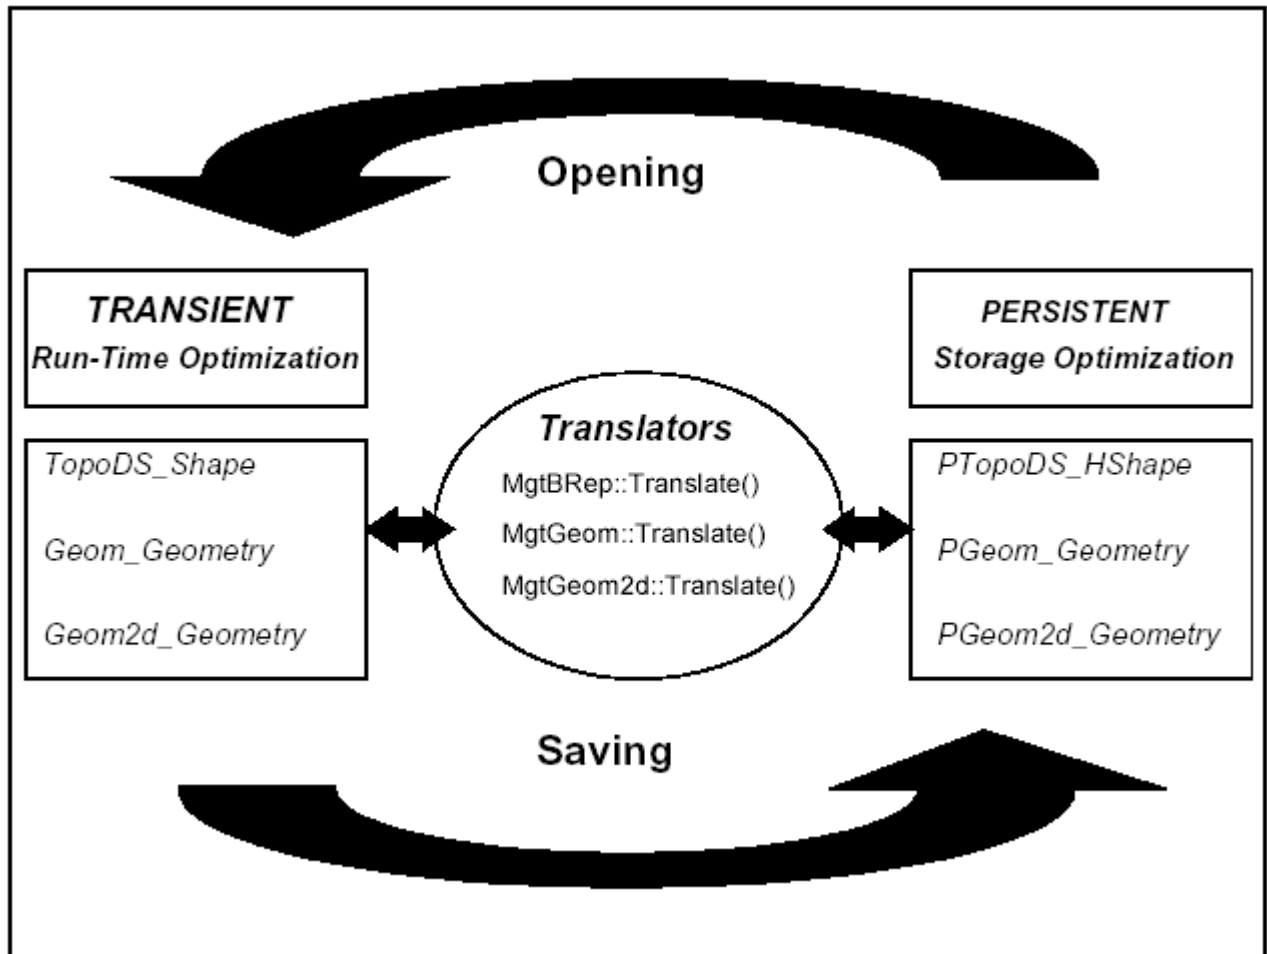 Opening
TRANSIENT
Run-Time Optimization
PERSISTENT
Storage Optimization
Translators
MgtBRep::Translate()
MgtGeom::Translate()
MgtGeom2d::Translate()
TopoDS_Shape
Geom_Geometry
Geom2d_Geometry
PTopoDS_HShape
PGeom_Geometry
PGeom2d_Geometry
Saving